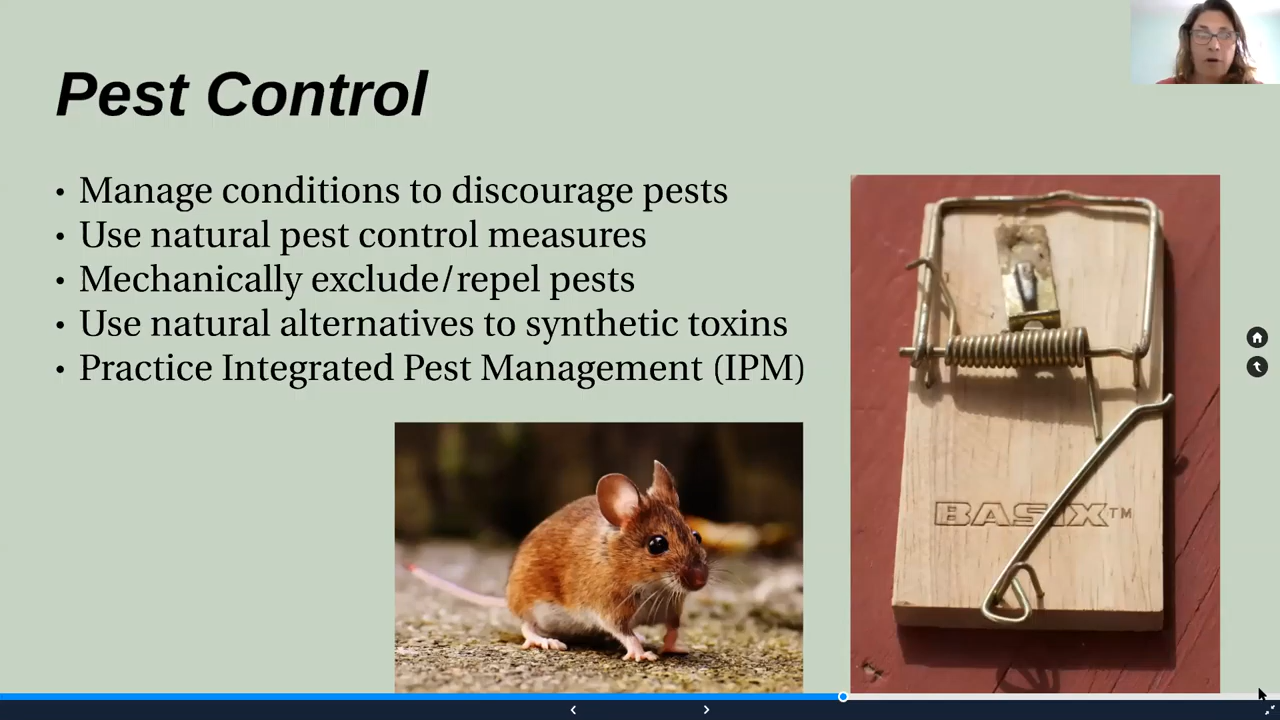 Pest Control
• Manage conditions to discourage pests
• Use natural pest control measures
• Mechanically exclude/repel pests
• Use natural alternatives to synthetic toxins
• Practice Integrated Pest Management (IPM)
BASIX™